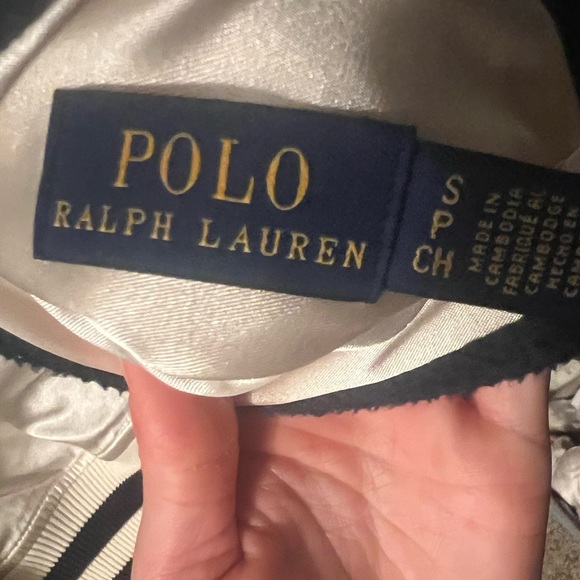 POLO
RALPH LAUREN
S
P
CH
MADE IN
CAMBODIA
FABRIQUÉ AU
CAMBODGE
HECHO EN